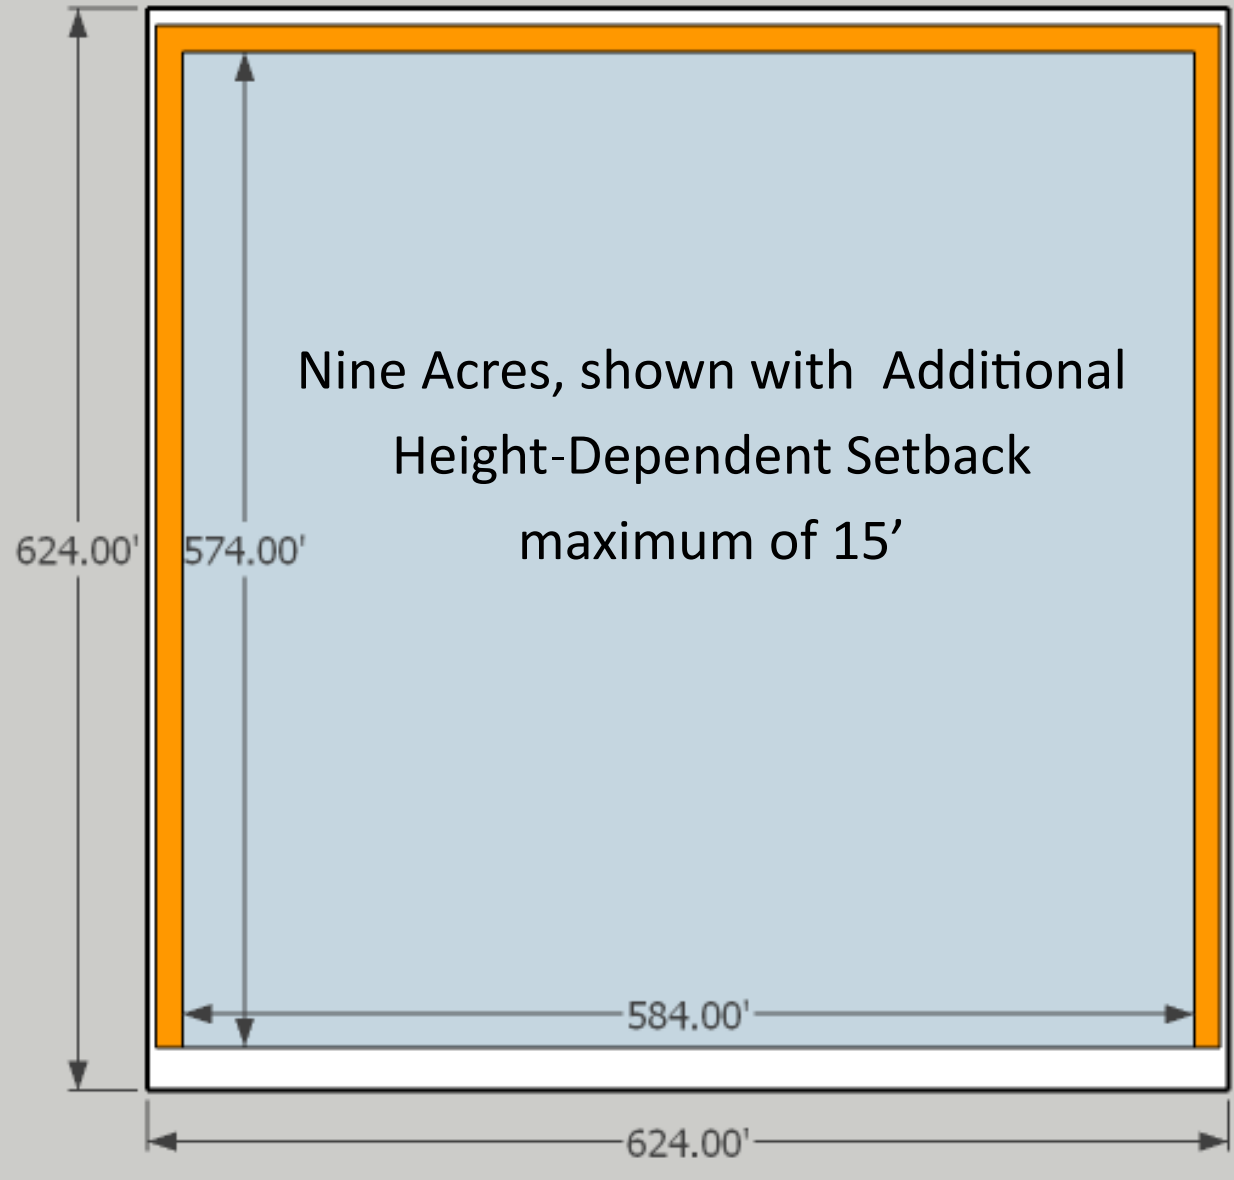 Nine Acres, shown with  Additional
Height-Dependent Setback
maximum of 15’
624.00'
574.00'
584.00'
624.00'